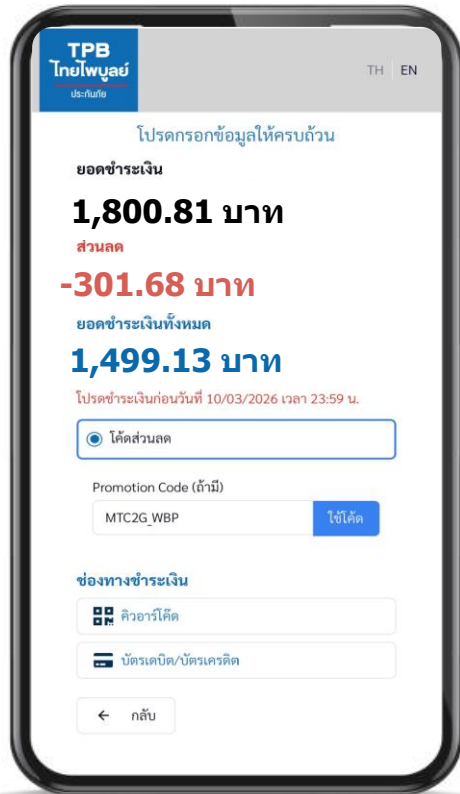 TPB
ไทยไพบูลย์
ประกันภัย
TH EN
โปรดกรอกข้อมูลให้ครบถ้วน
ยอดชำระเงิน
1,800.81 บาท
ส่วนลด
-301.68 บาท
ยอดชำระเงินทั้งหมด
1,499.13 บาท
โปรดชำระเงินก่อนวันที่ 10/03/2026 เวลา 23:59 น.
โค้ดส่วนลด
Promotion Code (ถ้ามี)
MTC2G_WBP ใช้โค้ด
ช่องทางชำระเงิน
คิวอาร์โค๊ด
บัตรเดบิต/บัตรเครดิต
← กลับ